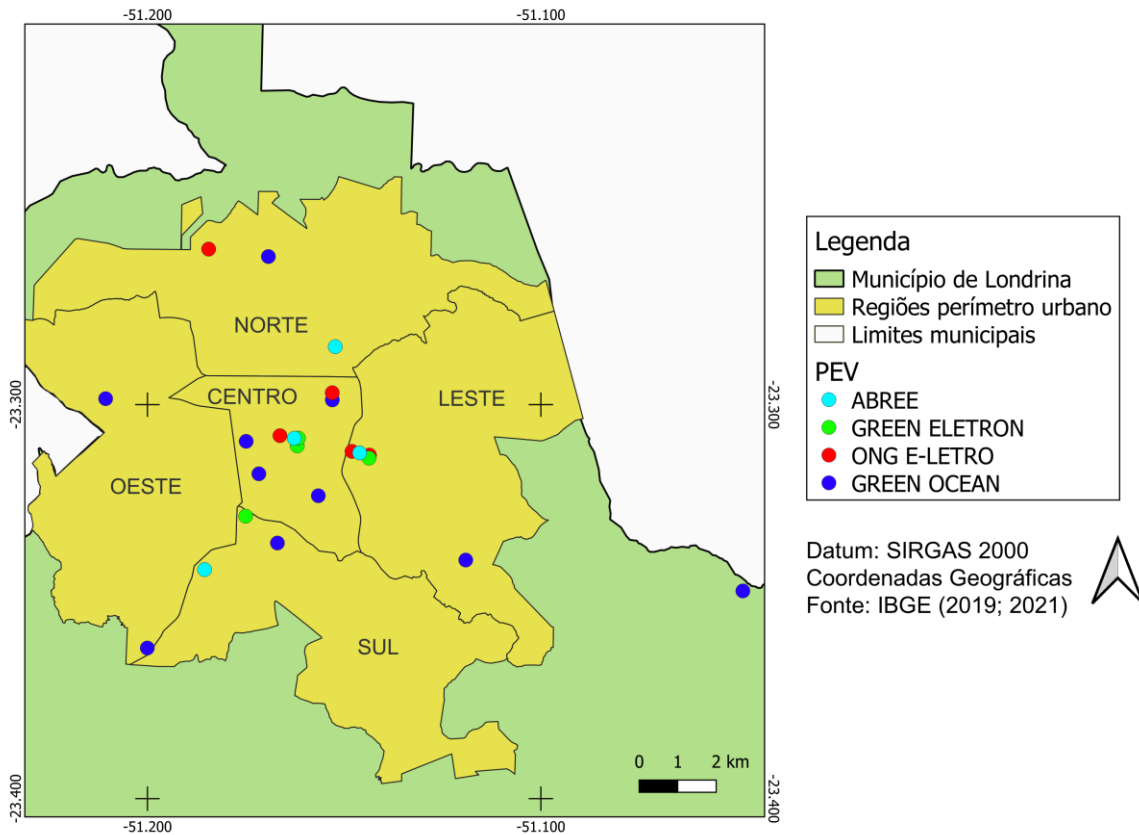 -51.200
-51.100
NORTE
CENTRO
LESTE
OESTE
SUL
-23.300
-23.300
-23.400
-23.400
0 1 2 km
-51.200
-51.100
Legenda
Município de Londrina
Regiões perímetro urbano
Limites municipais
PEV
ABREE
GREEN ELETRON
ONG E-LETRO
GREEN OCEAN
Datum: SIRGAS 2000
Coordenadas Geográficas
Fonte: IBGE (2019; 2021)